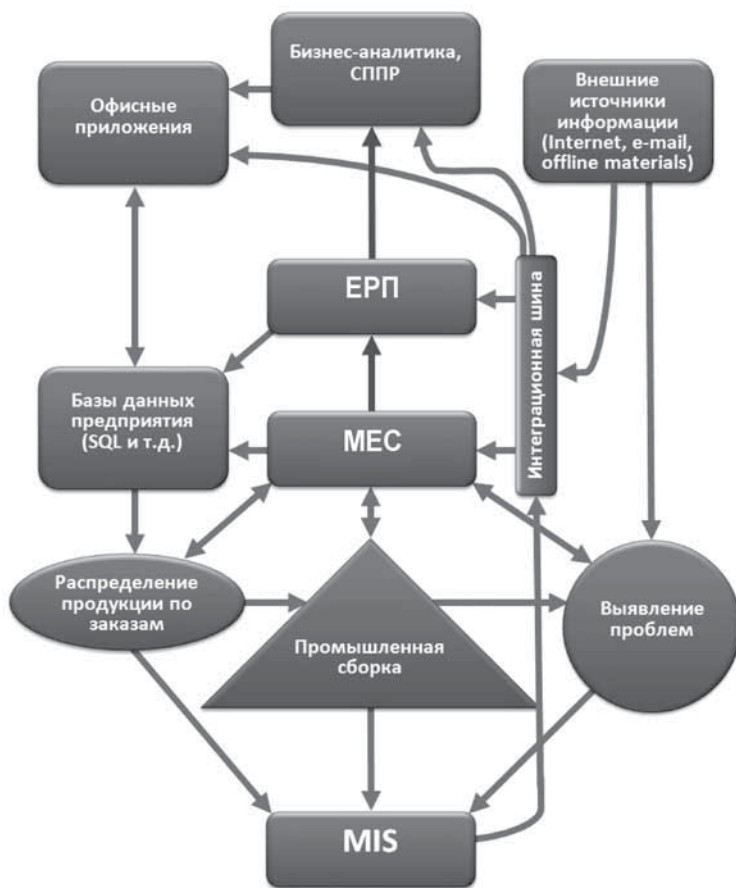 Бизнес-аналитика,
СППР
Офисные
приложения
Внешние
источники
информации
(Internet, e-mail,
offline materials)
ЕРП
Интеграционная шина
Базы данных
предприятия
(SQL и т.д.)
МЕС
Распределение
продукции по
заказам
Промышленная
сборка
Выявление
проблем
MIS